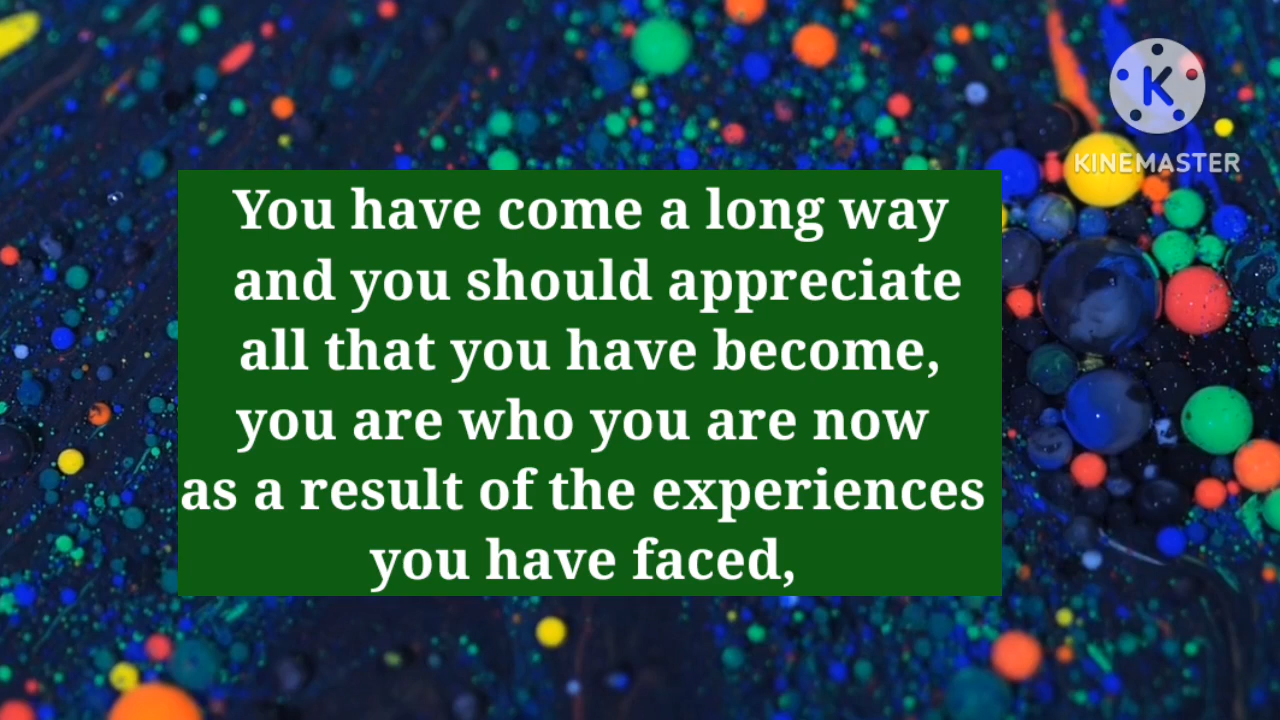 K
KINEMASTER
You have come a long way
and you should appreciate
all that you have become,
you are who you are now
as a result of the experiences
you have faced,